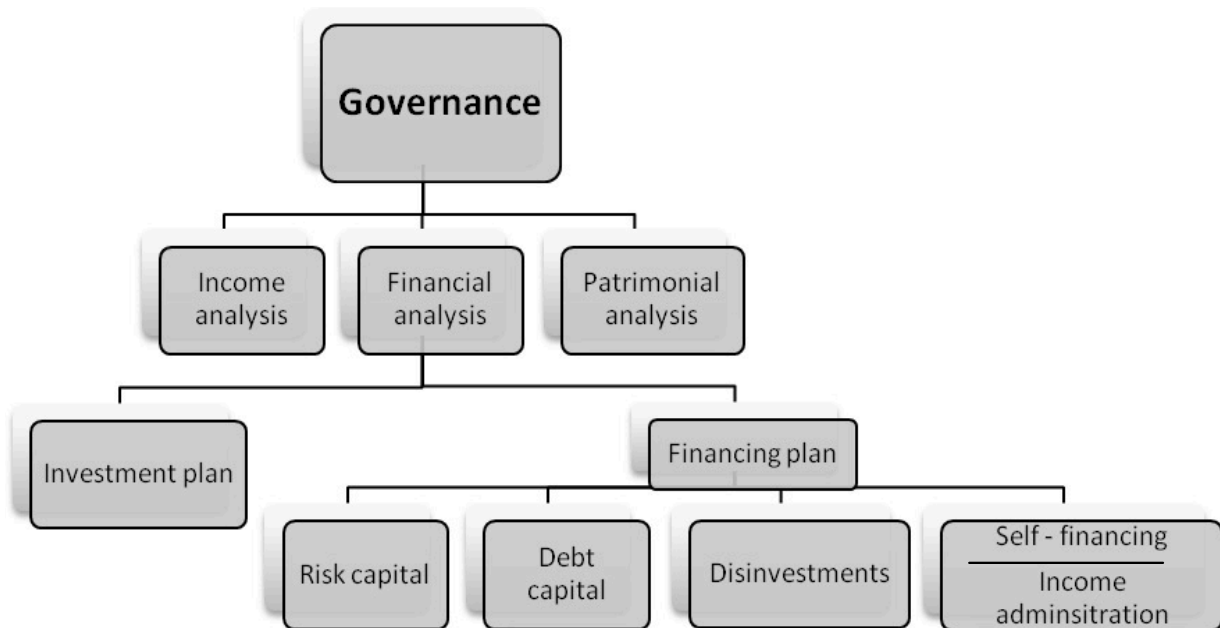 Governance
Income
analysis
Financial
analysis
Patrimonial
analysis
Investment plan
Financing plan
Risk capital
Debt
capital
Disinvestments
Self - financing
Income
adminsitration